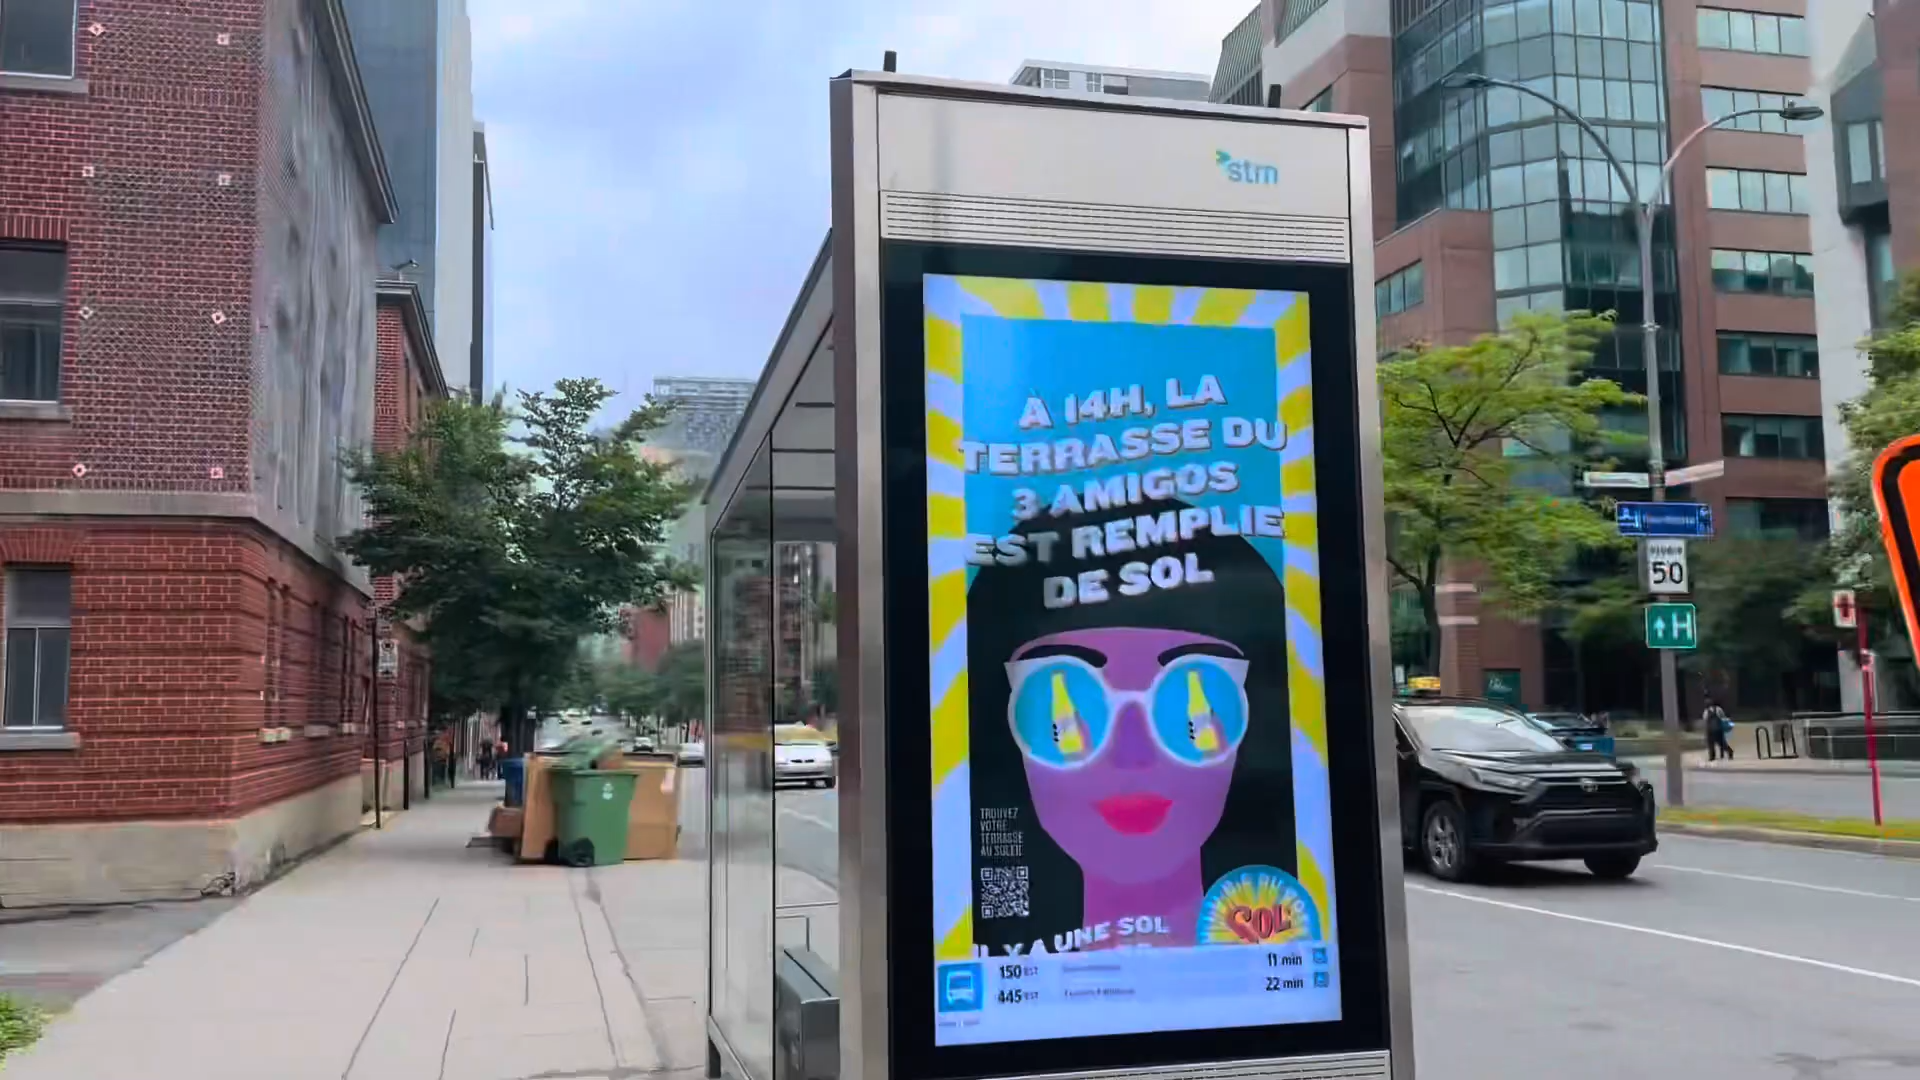 stm
À 14H, LA
TERRASSE DU
3 AMIGOS
EST REMPLIE
DE SOL
TROUVEZ
VOTRE
TERRASSE
AU SOLEIL
SOL
IL Y A UNE SOL
150 EST 11 min
445 EST 22 min
50
H